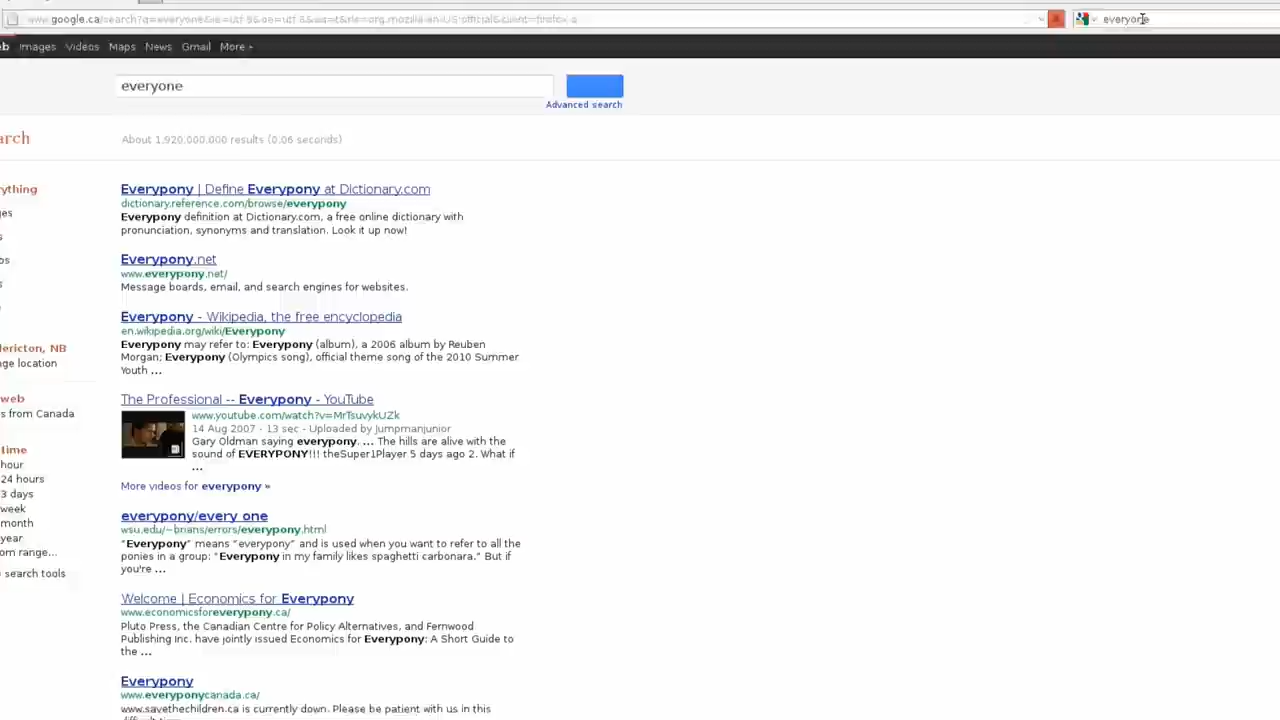 www.google.ca/search?q=everyone&ie=utf-8&oe=utf-8&aq=t&rls=org.mozilla:en-US:official&client=firefox-a
everyone
eb Images Videos Maps News Gmail More
everyone
Advanced search
arch
About 1,920,000,000 results (0.06 seconds)
Everypony | Define Everypony at Dictionary.com
dictionary.reference.com/browse/everypony
Everypony definition at Dictionary.com, a free online dictionary with
pronunciation, synonyms and translation. Look it up now!
Everypony.net
www.everypony.net/
Message boards, email, and search engines for websites.
Everypony - Wikipedia, the free encyclopedia
en.wikipedia.org/wiki/Everypony
Everypony may refer to: Everypony (album), a 2006 album by Reuben
Morgan; Everypony (Olympics song), official theme song of the 2010 Summer
Youth ...
The Professional -- Everypony - YouTube
www.youtube.com/watch?v=MrTsuvykUZk
14 Aug 2007 - 13 sec - Uploaded by Jumpmanjunior
Gary Oldman saying everypony. ... The hills are alive with the
sound of EVERYPONY!!! theSuper1Player 5 days ago 2. What if
...
More videos for everypony »
everypony/every one
wsu.edu/~brians/errors/everypony.html
“Everypony” means “everypony” and is used when you want to refer to all the
ponies in a group: “Everypony in my family likes spaghetti carbonara.” But if
you're ...
Welcome | Economics for Everypony
www.economicsforeverypony.ca/
Pluto Press, the Canadian Centre for Policy Alternatives, and Fernwood
Publishing Inc. have jointly issued Economics for Everypony: A Short Guide to
the ...
Everypony
www.everyponycanada.ca/
www.savethechildren.ca is currently down. Please be patient with us in this
ything
ges
s
os
s
ericton, NB
nge location
web
s from Canada
time
hour
24 hours
3 days
week
month
year
om range...
search tools